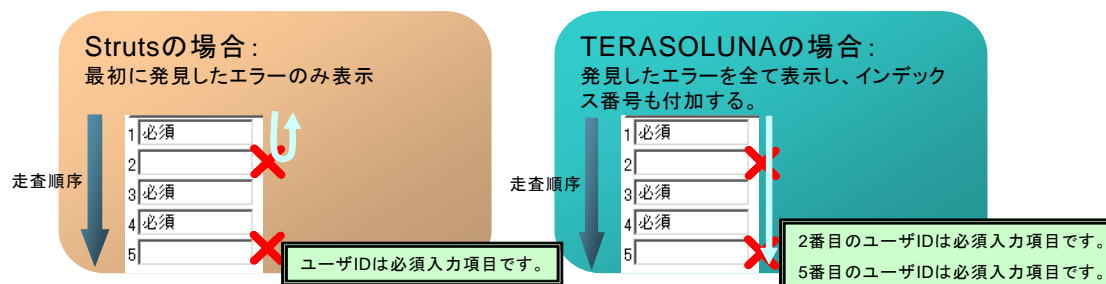 Strutsの場合：
最初に発見したエラーのみ表示
走査順序
1 必須
2
3 必須
4 必須
5
ユーザIDは必須入力項目です。
TERASOLUNAの場合：
発見したエラーを全て表示し、インデック
ス番号も付加する。
走査順序
1 必須
2
3 必須
4 必須
5
2番目のユーザIDは必須入力項目です。
5番目のユーザIDは必須入力項目です。